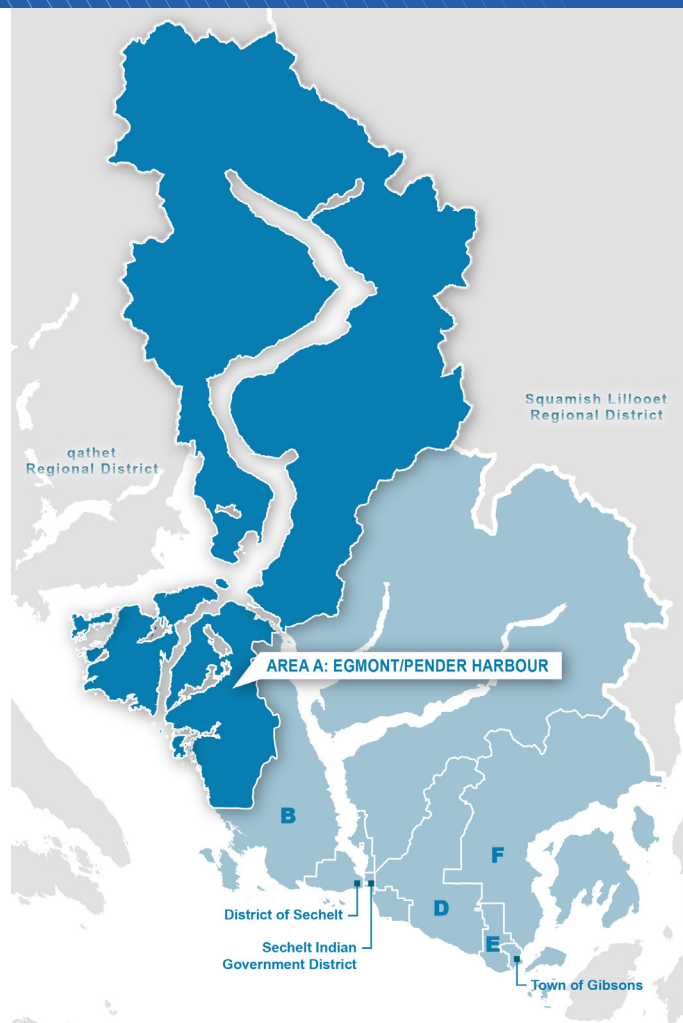 Squamish Lillooet
Regional District
qathet
Regional District
AREA A: EGMONT/PENDER HARBOUR
B
F
D
District of Sechelt
E
Sechelt Indian
Government District
Town of Gibsons